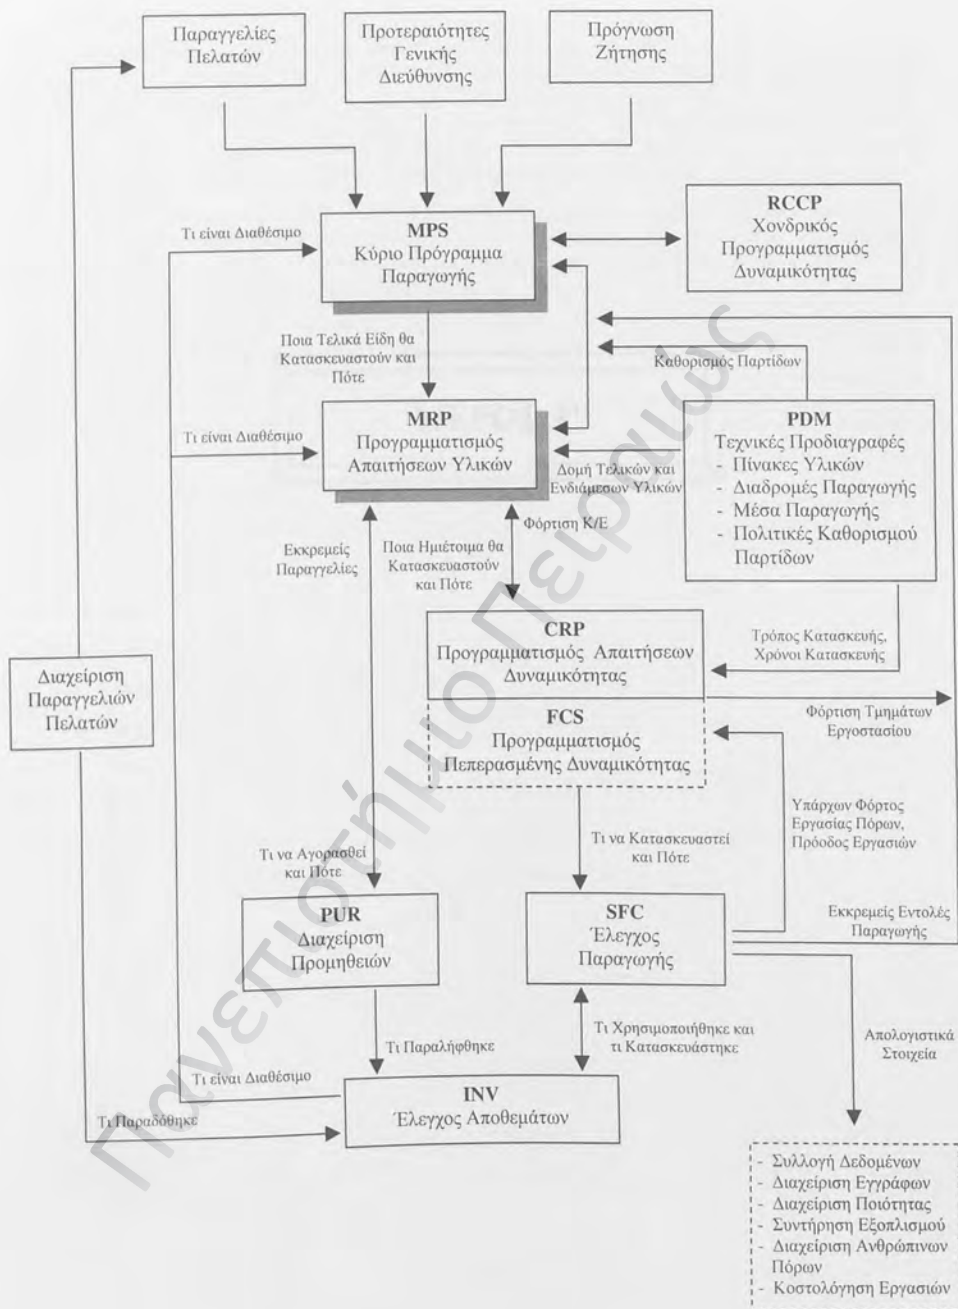 Παραγγελίες
Πελατών
Προτεραιότητες
Γενικής
Διεύθυνσης
Πρόγνωση
Ζήτησης
Τι είναι Διαθέσιμο
MPS
Κύριο Πρόγραμμα
Παραγωγής
RCCP
Χονδρικός
Προγραμματισμός
Δυναμικότητας
Ποια Τελικά Είδη θα
Κατασκευαστούν και
Πότε
Καθορισμός Παρτίδων
Τι είναι Διαθέσιμο
MRP
Προγραμματισμός
Απαιτήσεων Υλικών
Δομή Τελικών και
Ενδιάμεσων Υλικών
PDM
Τεχνικές Προδιαγραφές
- Πίνακες Υλικών
- Διαδρομές Παραγωγής
- Μέσα Παραγωγής
- Πολιτικές Καθορισμού
Παρτίδων
Εκκρεμείς
Παραγγελίες
Ποια Ημιέτοιμα θα
Κατασκευαστούν
και Πότε
Φόρτιση Κ/Ε
CRP
Προγραμματισμός Απαιτήσεων
Δυναμικότητας
Τρόπος Κατασκευής,
Χρόνοι Κατασκευής
Διαχείριση
Παραγγελιών
Πελατών
FCS
Προγραμματισμός
Πεπερασμένης Δυναμικότητας
Φόρτιση Τμημάτων
Εργοστασίου
Υπάρχων Φόρτος
Εργασίας Πόρων,
Πρόοδος Εργασιών
Τι να Αγορασθεί
και Πότε
Τι να Κατασκευαστεί
και Πότε
PUR
Διαχείριση
Προμηθειών
SFC
Έλεγχος
Παραγωγής
Εκκρεμείς Εντολές
Παραγωγής
Τι Παραλήφθηκε
Τι Χρησιμοποιήθηκε και
τι Κατασκευάστηκε
Απολογιστικά
Στοιχεία
Τι είναι Διαθέσιμο
Τι Παραδόθηκε
INV
Έλεγχος Αποθεμάτων
- Συλλογή Δεδομένων
- Διαχείριση Εγγράφων
- Διαχείριση Ποιότητας
- Συντήρηση Εξοπλισμού
- Διαχείριση Ανθρώπινων
Πόρων
- Κοστολόγηση Εργασιών
Πανεπιστήμιο Πειραιώς